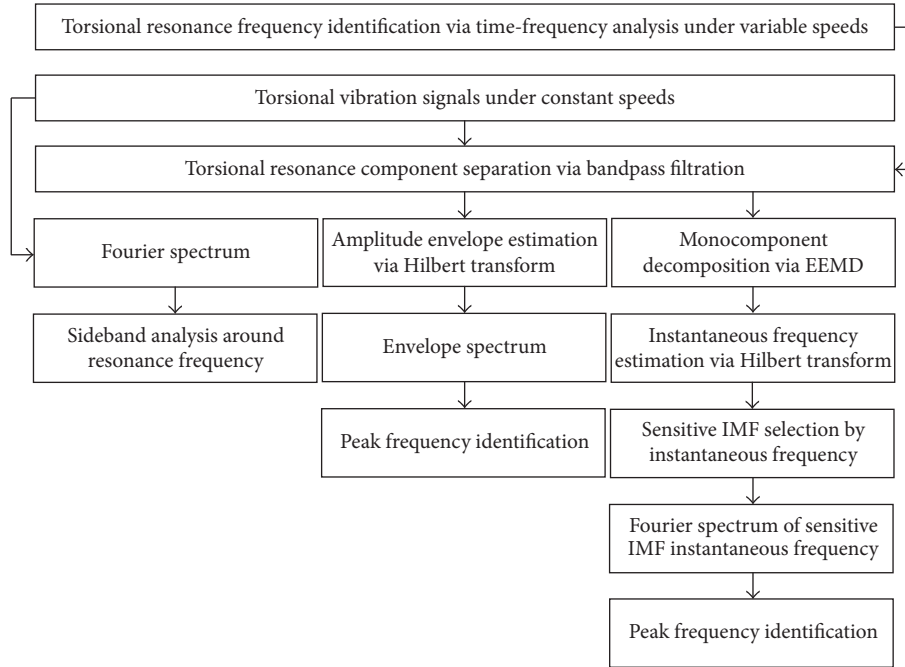 Torsional resonance frequency identification via time-frequency analysis under variable speeds
Torsional vibration signals under constant speeds
Torsional resonance component separation via bandpass filtration
Fourier spectrum
Amplitude envelope estimation
via Hilbert transform
Monocomponent
decomposition via EEMD
Sideband analysis around
resonance frequency
Envelope spectrum
Instantaneous frequency
estimation via Hilbert transform
Peak frequency identification
Sensitive IMF selection by
instantaneous frequency
Fourier spectrum of sensitive
IMF instantaneous frequency
Peak frequency identification